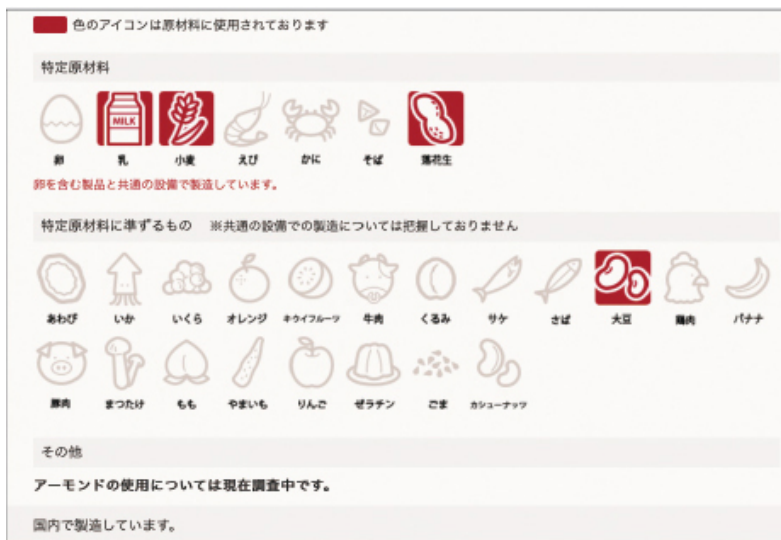 色のアイコンは原材料に使用されております
特定原材料
MILK
卵 乳 小麦 えび かに そば 落花生
卵を含む製品と共通の設備で製造しています。
特定原材料に準ずるもの ※共通の設備での製造については把握しておりません
あわび いか いくら オレンジ キウイフルーツ 牛肉 くるみ サケ さば 大豆 鶏肉 バナナ
豚肉 まつたけ もも やまいも りんご ゼラチン ごま カシューナッツ
その他
アーモンドの使用については現在調査中です。
国内で製造しています。